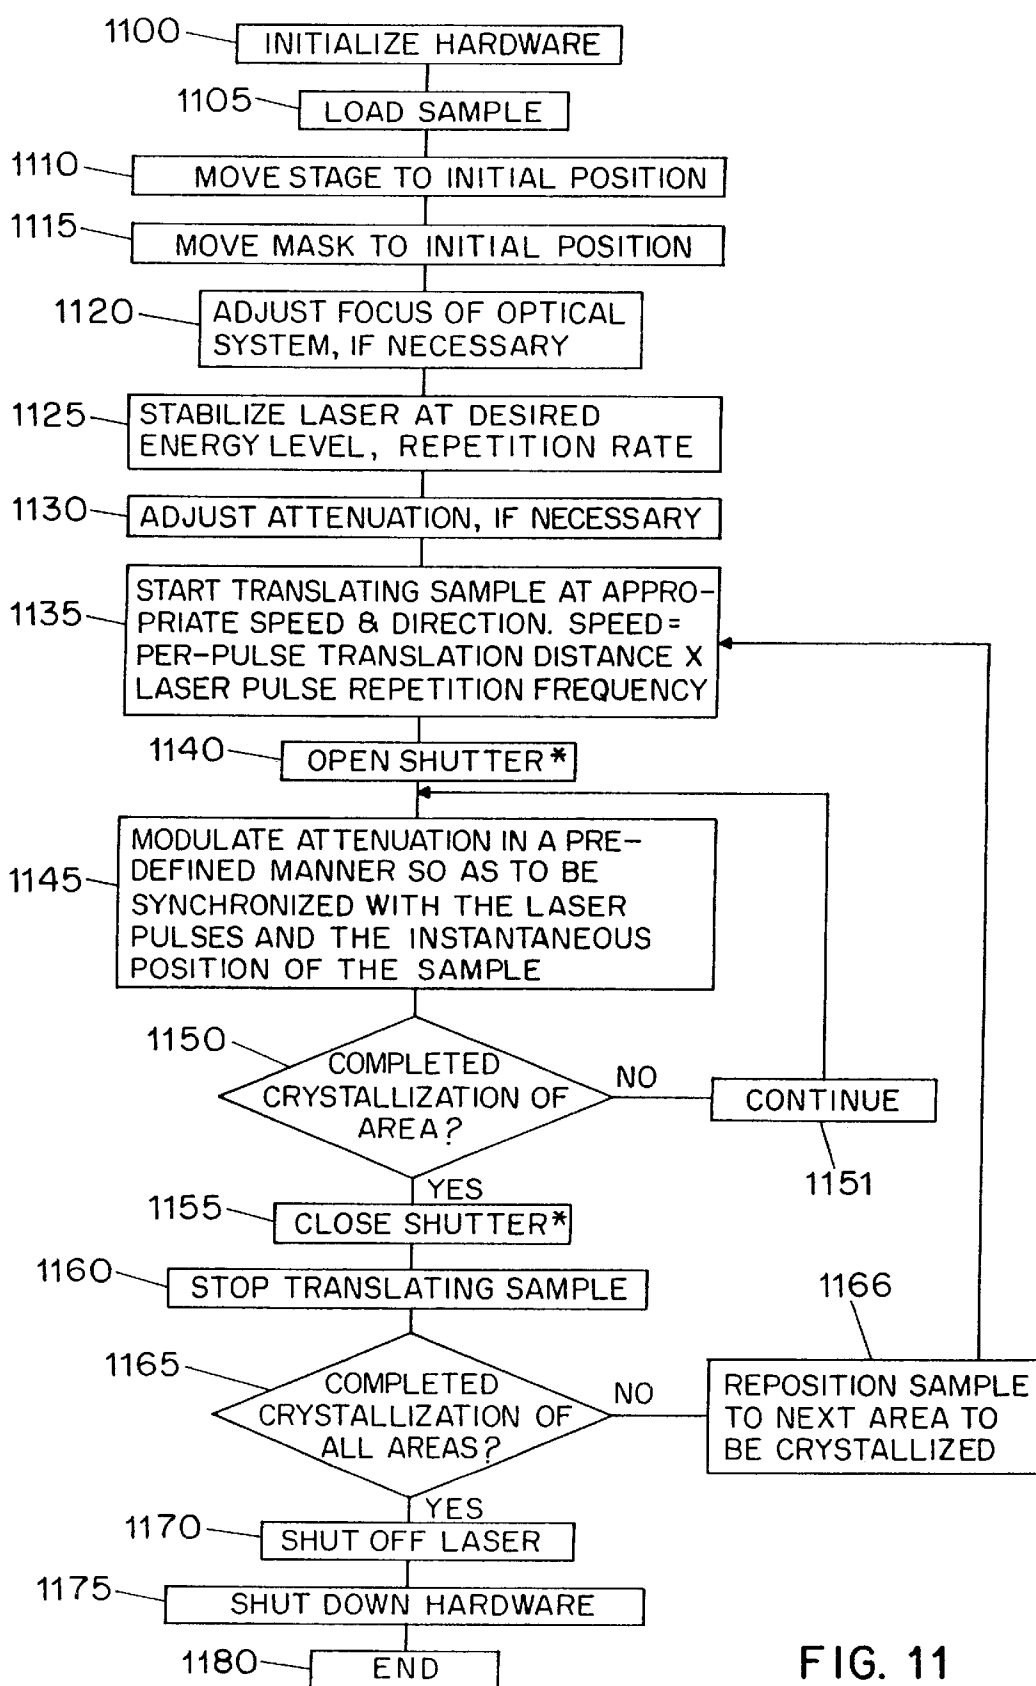 1100
INITIALIZE HARDWARE
1105
LOAD SAMPLE
1110
MOVE STAGE TO INITIAL POSITION
1115
MOVE MASK TO INITIAL POSITION
1120
ADJUST FOCUS OF OPTICAL
SYSTEM, IF NECESSARY
1125
STABILIZE LASER AT DESIRED
ENERGY LEVEL, REPETITION RATE
1130
ADJUST ATTENUATION, IF NECESSARY
1135
START TRANSLATING SAMPLE AT APPRO-
PRIATE SPEED & DIRECTION. SPEED=
PER-PULSE TRANSLATION DISTANCE X
LASER PULSE REPETITION FREQUENCY
1140
OPEN SHUTTER*
1145
MODULATE ATTENUATION IN A PRE-
DEFINED MANNER SO AS TO BE
SYNCHRONIZED WITH THE LASER
PULSES AND THE INSTANTANEOUS
POSITION OF THE SAMPLE
1150
COMPLETED
CRYSTALLIZATION OF
AREA?
NO
CONTINUE
1151
YES
1155
CLOSE SHUTTER*
1160
STOP TRANSLATING SAMPLE
1165
COMPLETED
CRYSTALLIZATION OF
ALL AREAS?
NO
1166
REPOSITION SAMPLE
TO NEXT AREA TO
BE CRYSTALLIZED
YES
1170
SHUT OFF LASER
1175
SHUT DOWN HARDWARE
1180
END
FIG. 11